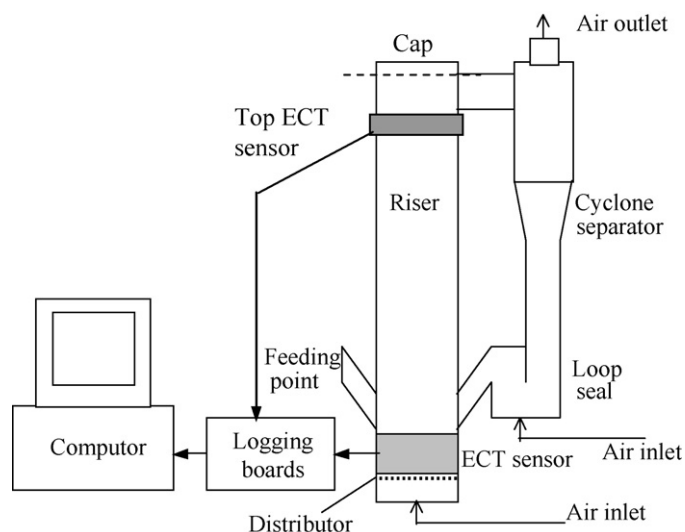 Air outlet
Cap
Top ECT
sensor
Riser
Cyclone
separator
Feeding
point
Loop
seal
Computor
Logging
boards
ECT sensor
Air inlet
Distributor
Air inlet